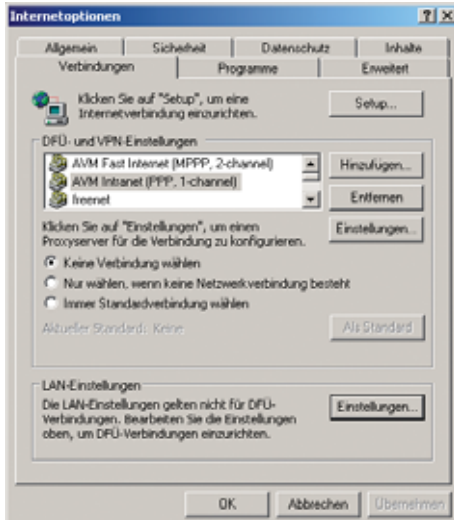 Internetoptionen
Allgemein Sicherheit Datenschutz Inhalte
Verbindungen Programme Erweitert
Klicken Sie auf "Setup", um eine
Internetverbindung einzurichten.
Setup...
DFÜ- und VPN-Einstellungen
AVM Fast Internet (MPPP, 2-channel)
AVM Intranet (PPP, 1-channel)
freenet
Hinzufügen...
Entfernen
Klicken Sie auf "Einstellungen", um einen
Proxyserver für die Verbindung zu konfigurieren.
Einstellungen...
Keine Verbindung wählen
Nur wählen, wenn keine Netzwerkverbindung besteht
Immer Standardverbindung wählen
Aktueller Standard: Keine
Als Standard
LAN-Einstellungen
Die LAN-Einstellungen gelten nicht für DFÜ-
Verbindungen. Bearbeiten Sie die Einstellungen
oben, um DFÜ-Verbindungen einzurichten.
Einstellungen...
OK Abbrechen Übernehmen